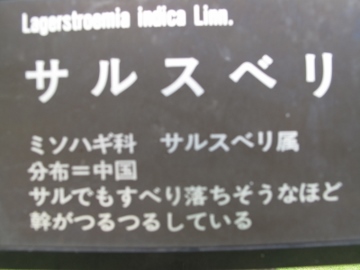 Lagerstroemia indica Linn.
サルスベリ
ミソハギ科　サルスベリ属
分布＝中国
サルでもすべり落ちそうなほど
幹がつるつるしている